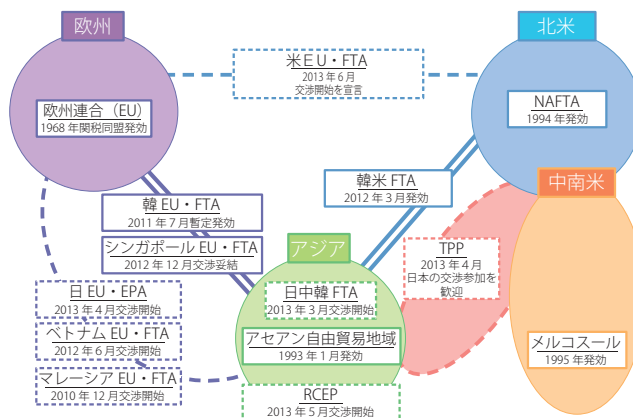 欧州
北米
米ＥＵ・FTA
2013 年 6 月
交渉開始を宣言
欧州連合（EU）
1968 年関税同盟発効
NAFTA
1994 年発効
中南米
韓米 FTA
2012 年 3 月発効
韓 EU・FTA
2011 年 7 月暫定発効
シンガポール EU・FTA
2012 年 12 月交渉妥結
アジア
TPP
2013 年 4 月
日本の交渉参加を
歓迎
日 EU・EPA
2013 年 4 月交渉開始
日中韓 FTA
2013 年 3 月交渉開始
ベトナム EU・FTA
2012 年 6 月交渉開始
アセアン自由貿易地域
1993 年 1 月発効
メルコスール
1995 年発効
マレーシア EU・FTA
2010 年 12 月交渉開始
RCEP
2013 年 5 月交渉開始